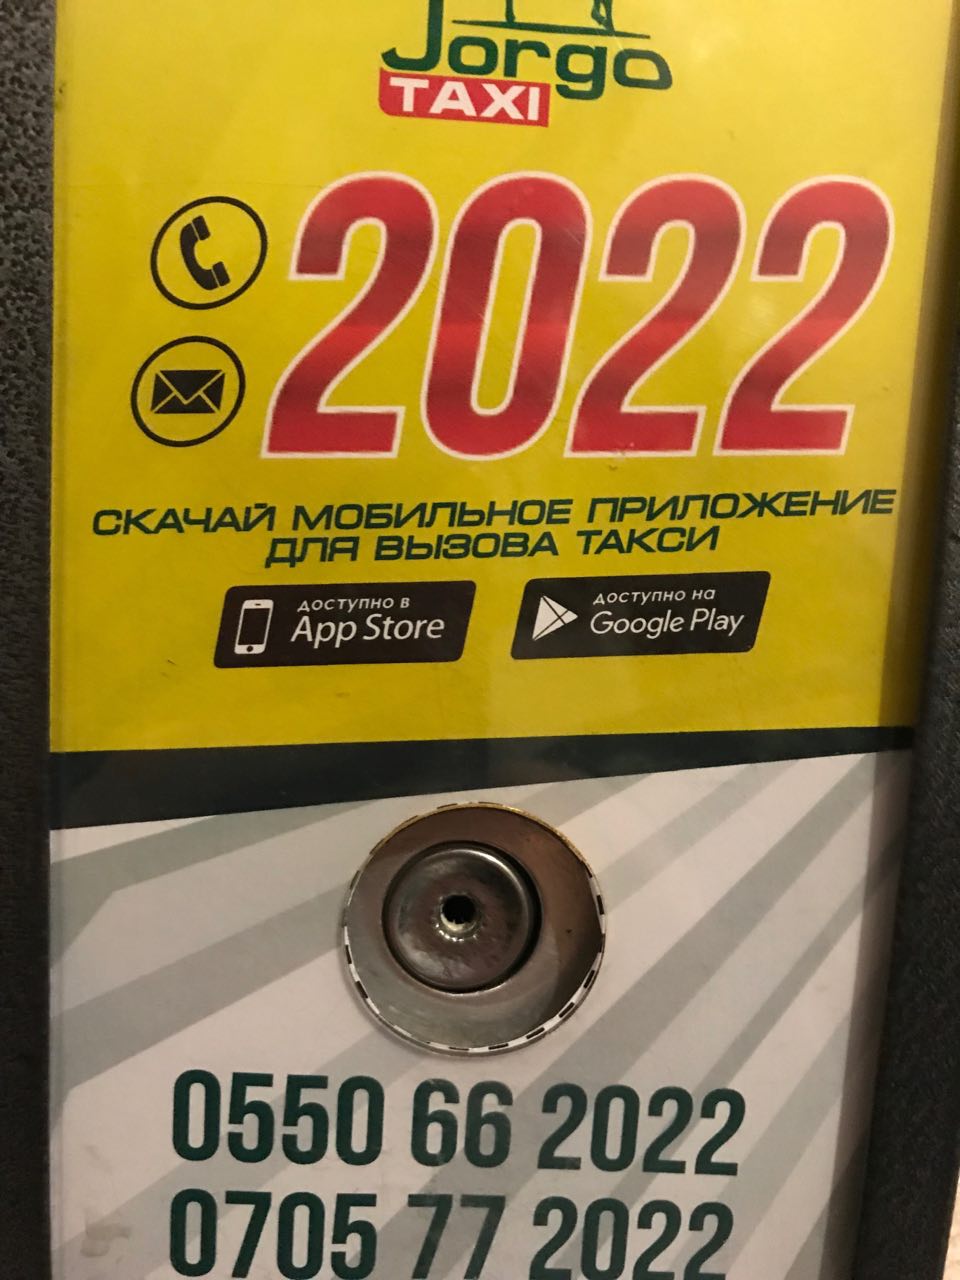 Jorgo
TAXI
2022
СКАЧАЙ МОБИЛЬНОЕ ПРИЛОЖЕНИЕ
ДЛЯ ВЫЗОВА ТАКСИ
ДОСТУПНО В
App Store
ДОСТУПНО НА
Google Play
0550 66 2022
0705 77 2022